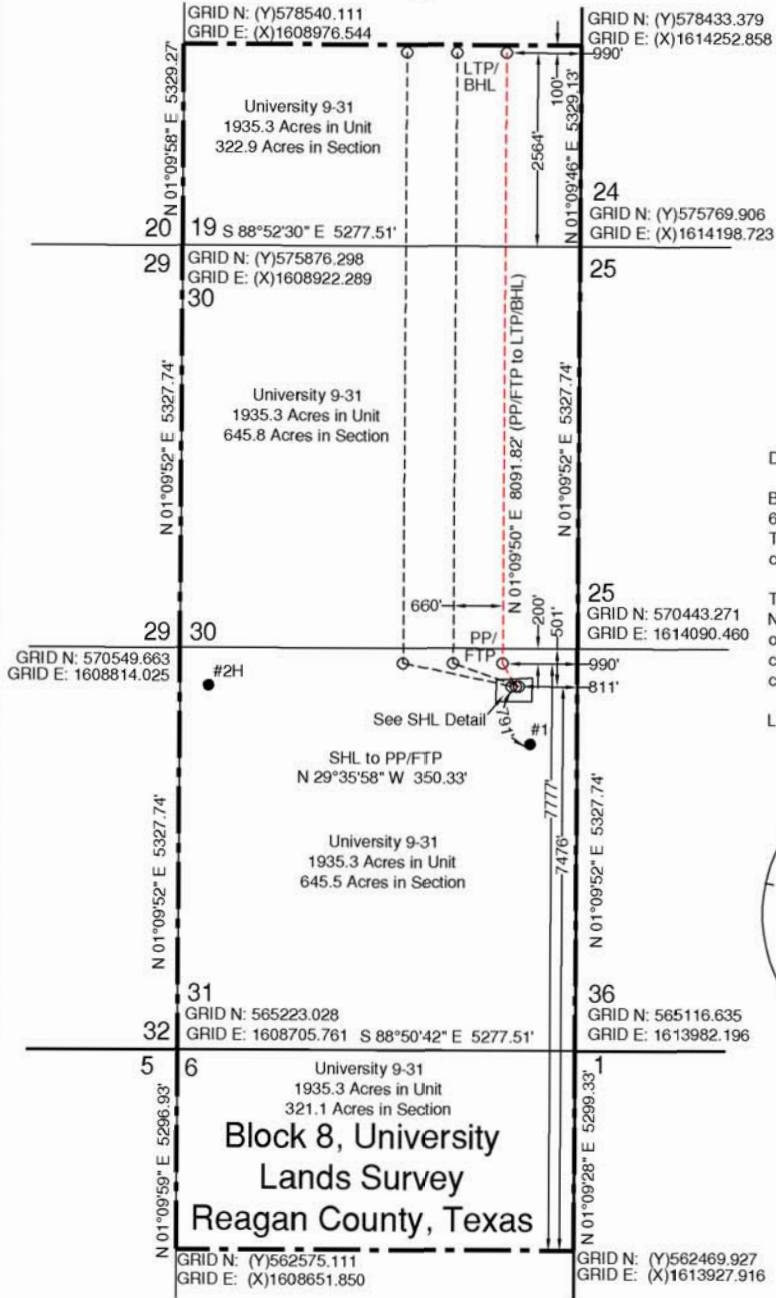 GRID N: (Y)578540.111
GRID E: (X)1608976.544
GRID N: (Y)578433.379
GRID E: (X)1614252.858
N 01°09'58" E 5329.27'
University 9-31
1935.3 Acres in Unit
322.9 Acres in Section
LTP/
BHL
990'
100'
2564'
N 01°09'46" E 5329.13'
24
GRID N: (Y)575769.906
GRID E: (X)1614198.723
20
19
S 88°52'30" E 5277.51'
29
GRID N: (Y)575876.298
GRID E: (X)1608922.289
30
25
N 01°09'52" E 5327.74'
University 9-31
1935.3 Acres in Unit
645.8 Acres in Section
N 01°09'50" E 8091.82' (PP/FTP to LTP/BHL)
N 01°09'52" E 5327.74'
D
B
6
T
c
T
N
o
c
c
L
660'
200'
501'
25
GRID N: 570443.271
GRID E: 1614090.460
29
30
PP/
FTP
990'
811'
GRID N: 570549.663
GRID E: 1608814.025
#2H
See SHL Detail
791'
#1
SHL to PP/FTP
N 29°35'58" W 350.33'
7777'
7476'
N 01°09'52" E 5327.74'
University 9-31
1935.3 Acres in Unit
645.5 Acres in Section
N 01°09'52" E 5327.74'
31
GRID N: 565223.028
GRID E: 1608705.761
S 88°50'42" E 5277.51'
36
GRID N: 565116.635
GRID E: 1613982.196
32
5
6
1
University 9-31
1935.3 Acres in Unit
321.1 Acres in Section
N 01°09'59" E 5296.93'
Block 8, University
Lands Survey
Reagan County, Texas
N 01°09'28" E 5299.33'
GRID N: (Y)562575.111
GRID E: (X)1608651.850
GRID N: (Y)562469.927
GRID E: (X)1613927.916